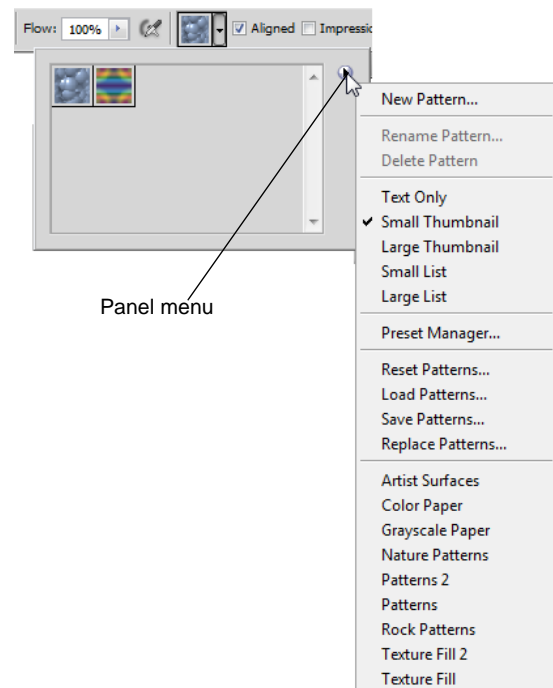 Flow: 100% Aligned Impressio
New Pattern...
Rename Pattern...
Delete Pattern
Text Only
Small Thumbnail
Large Thumbnail
Small List
Large List
Panel menu
Preset Manager...
Reset Patterns...
Load Patterns...
Save Patterns...
Replace Patterns...
Artist Surfaces
Color Paper
Grayscale Paper
Nature Patterns
Patterns 2
Patterns
Rock Patterns
Texture Fill 2
Texture Fill